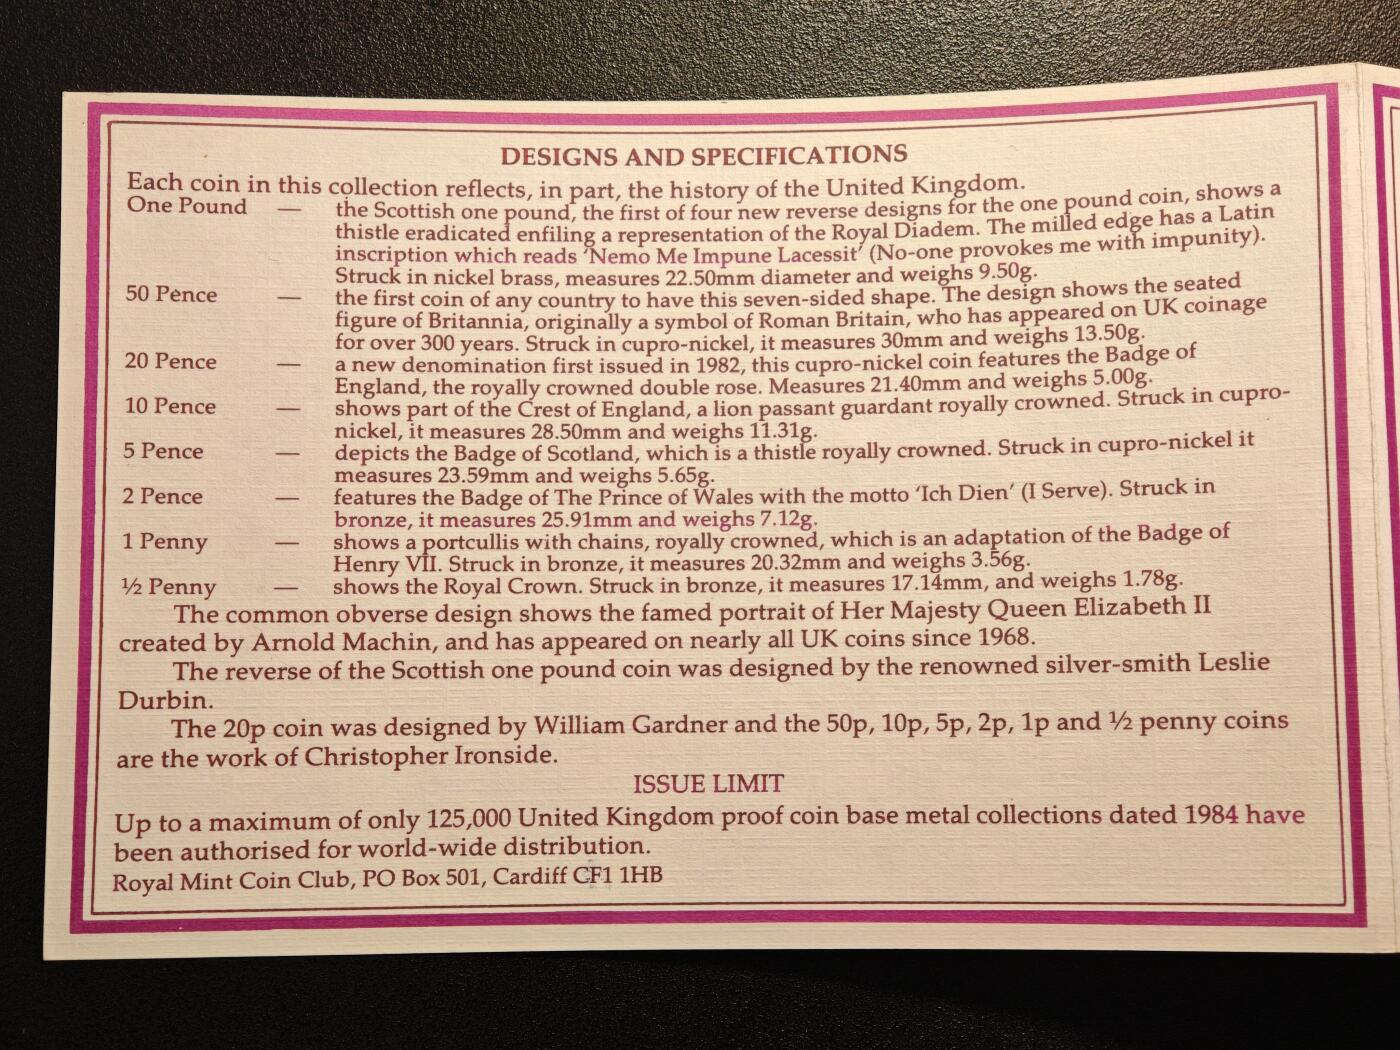 DESIGNS AND SPECIFICATIONS
Each coin in this collection reflects, in part, the history of the United Kingdom.
One Pound — the Scottish one pound, the first of four new reverse designs for the one pound coin, shows a
thistle eradicated enfiling a representation of the Royal Diadem. The milled edge has a Latin
inscription which reads 'Nemo Me Impune Lacessit' (No-one provokes me with impunity).
Struck in nickel brass, measures 22.50mm diameter and weighs 9.50g.
50 Pence — the first coin of any country to have this seven-sided shape. The design shows the seated
figure of Britannia, originally a symbol of Roman Britain, who has appeared on UK coinage
for over 300 years. Struck in cupro-nickel, it measures 30mm and weighs 13.50g.
20 Pence — a new denomination first issued in 1982, this cupro-nickel coin features the Badge of
England, the royally crowned double rose. Measures 21.40mm and weighs 5.00g.
10 Pence — shows part of the Crest of England, a lion passant guardant royally crowned. Struck in cupro-
nickel, it measures 28.50mm and weighs 11.31g.
5 Pence — depicts the Badge of Scotland, which is a thistle royally crowned. Struck in cupro-nickel it
measures 23.59mm and weighs 5.65g.
2 Pence — features the Badge of The Prince of Wales with the motto 'Ich Dien' (I Serve). Struck in
bronze, it measures 25.91mm and weighs 7.12g.
1 Penny — shows a portcullis with chains, royally crowned, which is an adaptation of the Badge of
Henry VII. Struck in bronze, it measures 20.32mm and weighs 3.56g.
½ Penny — shows the Royal Crown. Struck in bronze, it measures 17.14mm, and weighs 1.78g.
The common obverse design shows the famed portrait of Her Majesty Queen Elizabeth II
created by Arnold Machin, and has appeared on nearly all UK coins since 1968.
The reverse of the Scottish one pound coin was designed by the renowned silver-smith Leslie
Durbin.
The 20p coin was designed by William Gardner and the 50p, 10p, 5p, 2p, 1p and ½ penny coins
are the work of Christopher Ironside.
ISSUE LIMIT
Up to a maximum of only 125,000 United Kingdom proof coin base metal collections dated 1984 have
been authorised for world-wide distribution.
Royal Mint Coin Club, PO Box 501, Cardiff CF1 1HB